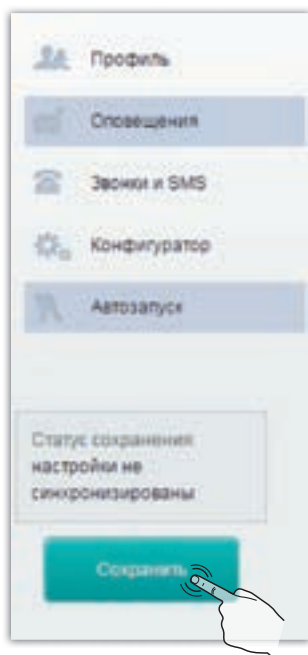 Профиль
Оповещения
Звонки и SMS
Конфигуратор
Автозапуск
Статус сохранения
настройки не
синхронизированы
Сохранить